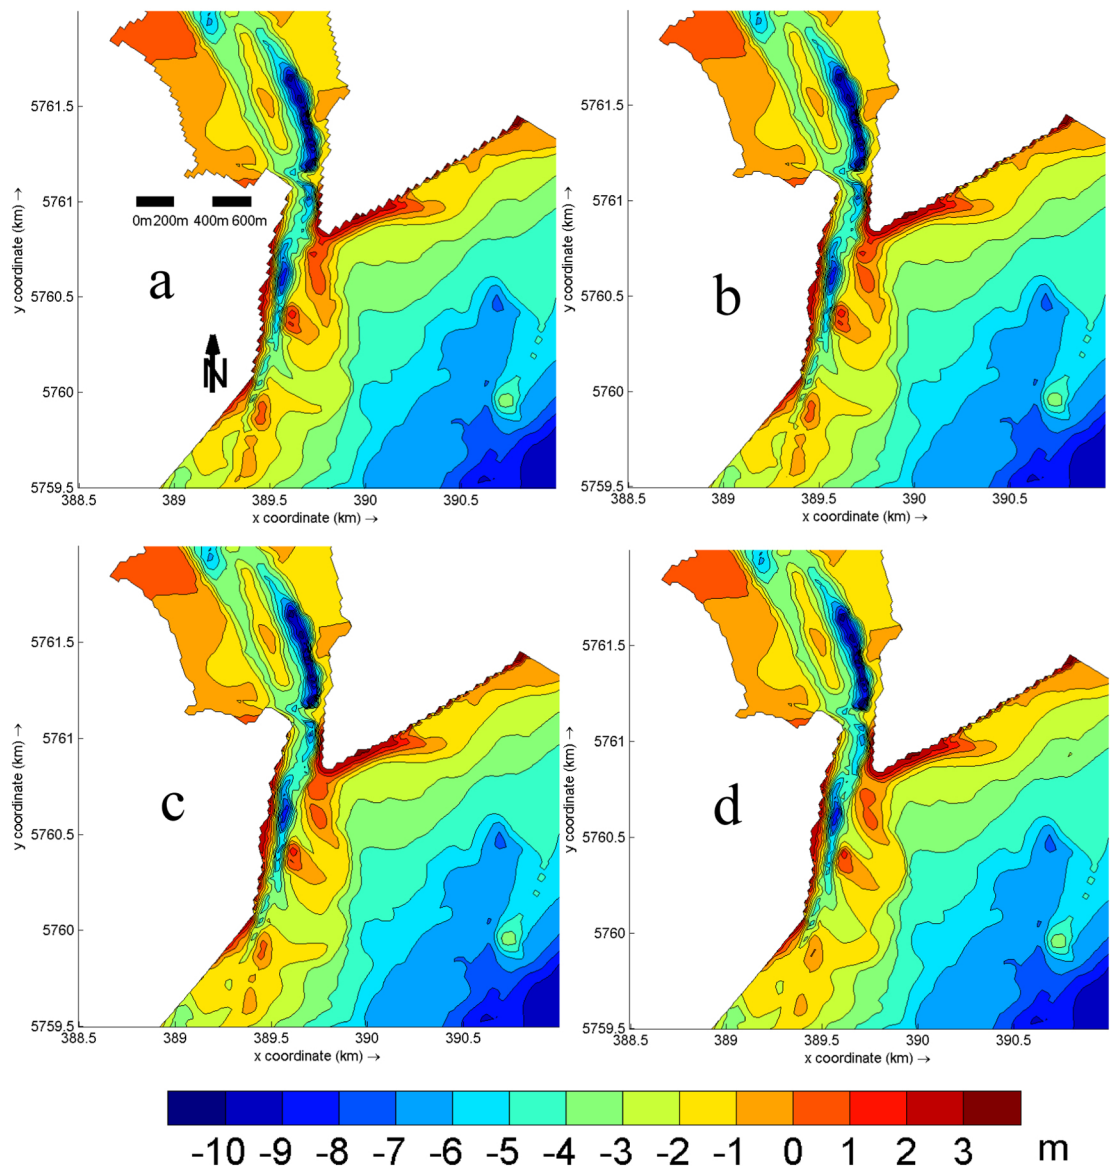 5761.5
5761
5760.5
5760
5759.5
y coordinate (km) →
0m200m 400m 600m
a
N
388.5 389 389.5 390 390.5
x coordinate (km) →
5761.5
5761
5760.5
5760
5759.5
y coordinate (km) →
b
388.5 389 389.5 390 390.5
x coordinate (km) →
5761.5
5761
5760.5
5760
5759.5
y coordinate (km) →
c
388.5 389 389.5 390 390.5
x coordinate (km) →
5761.5
5761
5760.5
5760
5759.5
y coordinate (km) →
d
388.5 389 389.5 390 390.5
x coordinate (km) →
-10 -9 -8 -7 -6 -5 -4 -3 -2 -1 0 1 2 3 m